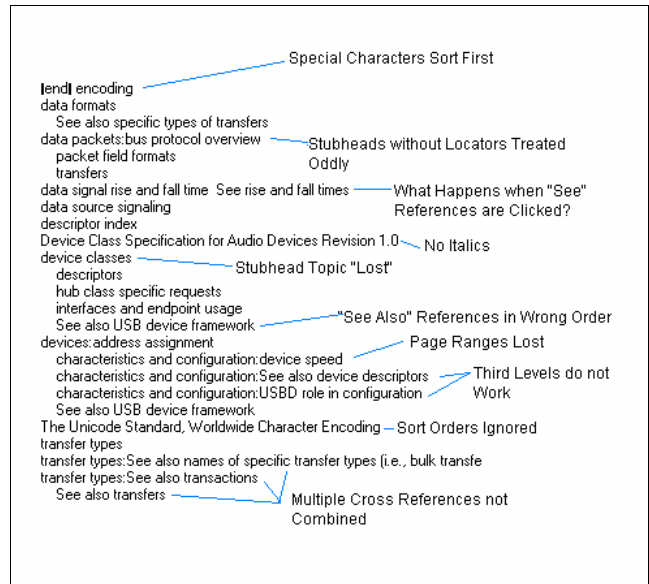 Special Characters Sort First
|end| encoding
data formats
See also specific types of transfers
data packets:bus protocol overview
Stubheads without Locators Treated
Oddly
packet field formats
transfers
data signal rise and fall time  See rise and fall times
What Happens when "See"
References are Clicked?
data source signaling
descriptor index
Device Class Specification for Audio Devices Revision 1.0
No Italics
device classes
Stubhead Topic "Lost"
descriptors
hub class specific requests
interfaces and endpoint usage
See also USB device framework
"See Also" References in Wrong Order
devices:address assignment
Page Ranges Lost
characteristics and configuration:device speed
characteristics and configuration:See also device descriptors
Third Levels do not
Work
characteristics and configuration:USBD role in configuration
See also USB device framework
The Unicode Standard, Worldwide Character Encoding
Sort Orders Ignored
transfer types
transfer types:See also names of specific transfer types (i.e., bulk transfe
transfer types:See also transactions
See also transfers
Multiple Cross References not
Combined